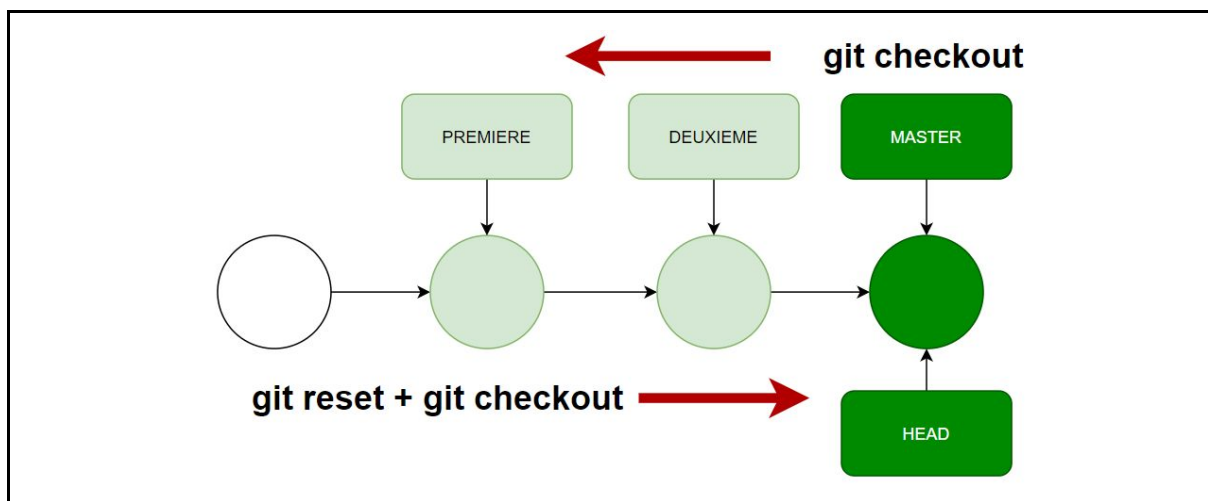 git checkout
PREMIERE
DEUXIEME
MASTER
git reset + git checkout
HEAD